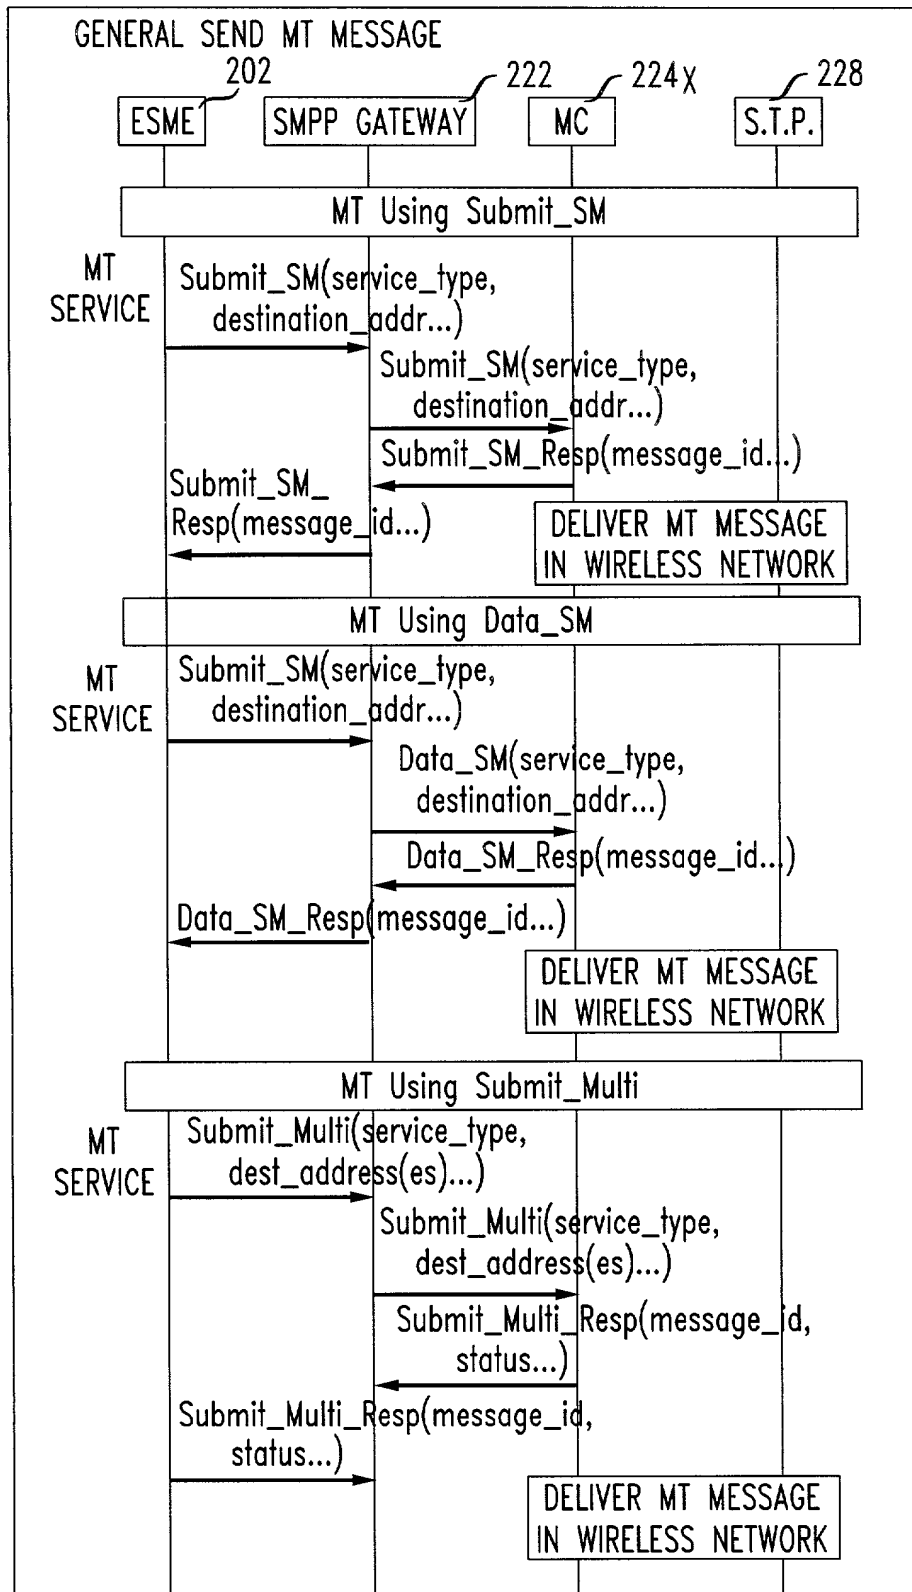 GENERAL SEND MT MESSAGE
202
222
224X
228
ESME
SMPP GATEWAY
MC
S.T.P.
MT Using Submit_SM
MT
SERVICE
Submit_SM(service_type,
destination_addr...)
Submit_SM(service_type,
destination_addr...)
Submit_SM_Resp(message_id...)
Submit_SM_
Resp(message_id...)
DELIVER MT MESSAGE
IN WIRELESS NETWORK
MT Using Data_SM
MT
SERVICE
Submit_SM(service_type,
destination_addr...)
Data_SM(service_type,
destination_addr...)
Data_SM_Resp(message_id...)
Data_SM_Resp(message_id...)
DELIVER MT MESSAGE
IN WIRELESS NETWORK
MT Using Submit_Multi
MT
SERVICE
Submit_Multi(service_type,
dest_address(es)...)
Submit_Multi(service_type,
dest_address(es)...)
Submit_Multi_Resp(message_id,
status...)
Submit_Multi_Resp(message_id,
status...)
DELIVER MT MESSAGE
IN WIRELESS NETWORK